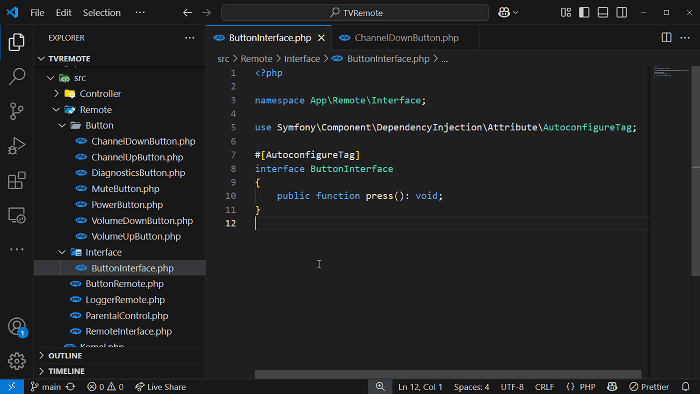 File Edit Selection ··· TVRemote
EXPLORER ···
TVREMOTE
src
Controller
Remote
Button
ChannelDownButton.php
ChannelUpButton.php
DiagnosticsButton.php
MuteButton.php
PowerButton.php
VolumeDownButton.php
VolumeUpButton.php
Interface
ButtonInterface.php
ButtonRemote.php
LoggerRemote.php
ParentalControl.php
RemoteInterface.php
Kernel.php
OUTLINE
TIMELINE
1
ButtonInterface.php ChannelDownButton.php
src > Remote > Interface > ButtonInterface.php > ...
1 <?php
2
3 namespace App\Remote\Interface;
4
5 use Symfony\Component\DependencyInjection\Attribute\AutoconfigureTag;
6
7 #[AutoconfigureTag]
8 interface ButtonInterface
9 {
10 public function press(): void;
11 }
12
main 0 0 Live Share Ln 12, Col 1 Spaces: 4 UTF-8 CRLF {} PHP Prettier